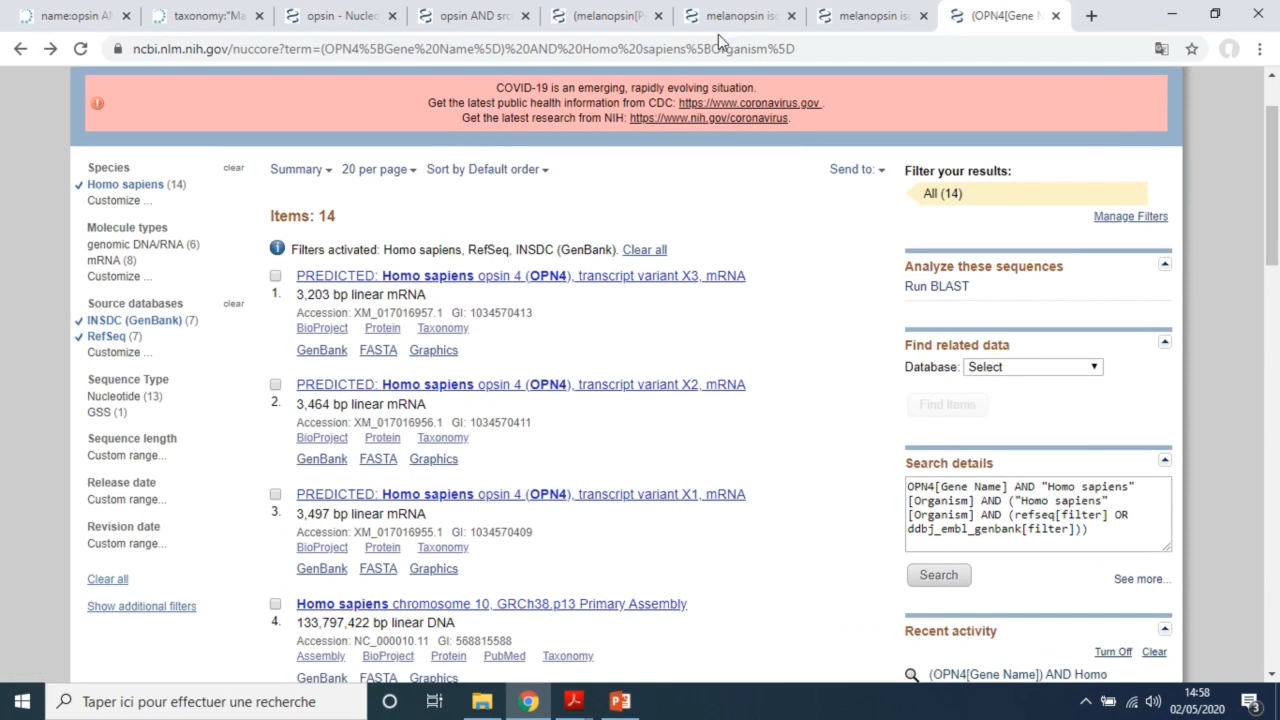 name:opsin A
taxonomy:"Ma
opsin - Nucleo
opsin AND src
(melanopsin[P
melanopsin iso
melanopsin iso
(OPN4[Gene N
ncbi.nlm.nih.gov/nuccore?term=(OPN4%5BGene%20Name%5D)%20AND%20Homo%20sapiens%5BOrganism%5D
COVID-19 is an emerging, rapidly evolving situation.
Get the latest public health information from CDC: https://www.coronavirus.gov .
Get the latest research from NIH: https://www.nih.gov/coronavirus.
Species
clear
Homo sapiens (14)
Customize ...
Molecule types
genomic DNA/RNA (6)
mRNA (8)
Customize ...
Source databases
clear
INSDC (GenBank) (7)
RefSeq (7)
Customize ...
Sequence Type
Nucleotide (13)
GSS (1)
Sequence length
Custom range...
Release date
Custom range...
Revision date
Custom range...
Clear all
Show additional filters
Summary
20 per page
Sort by Default order
Send to:
Items: 14
Filters activated: Homo sapiens, RefSeq, INSDC (GenBank). Clear all
PREDICTED: Homo sapiens opsin 4 (OPN4), transcript variant X3, mRNA
1. 3,203 bp linear mRNA
Accession: XM_017016957.1 GI: 1034570413
BioProject Protein Taxonomy
GenBank FASTA Graphics
PREDICTED: Homo sapiens opsin 4 (OPN4), transcript variant X2, mRNA
2. 3,464 bp linear mRNA
Accession: XM_017016956.1 GI: 1034570411
BioProject Protein Taxonomy
GenBank FASTA Graphics
PREDICTED: Homo sapiens opsin 4 (OPN4), transcript variant X1, mRNA
3. 3,497 bp linear mRNA
Accession: XM_017016955.1 GI: 1034570409
BioProject Protein Taxonomy
GenBank FASTA Graphics
Homo sapiens chromosome 10, GRCh38.p13 Primary Assembly
4. 133,797,422 bp linear DNA
Accession: NC_000010.11 GI: 568815588
Assembly BioProject Protein PubMed Taxonomy
GenBank FASTA Graphics
Filter your results:
All (14)
Manage Filters
Analyze these sequences
Run BLAST
Find related data
Database: Select
Find items
Search details
OPN4[Gene Name] AND "Homo sapiens"
[Organism] AND ("Homo sapiens"
[Organism] AND (refseq[filter] OR
ddbj_embl_genbank[filter]))
Search
See more...
Recent activity
Turn Off Clear
(OPN4[Gene Name]) AND Homo
Taper ici pour effectuer une recherche
14:58
02/05/2020
3